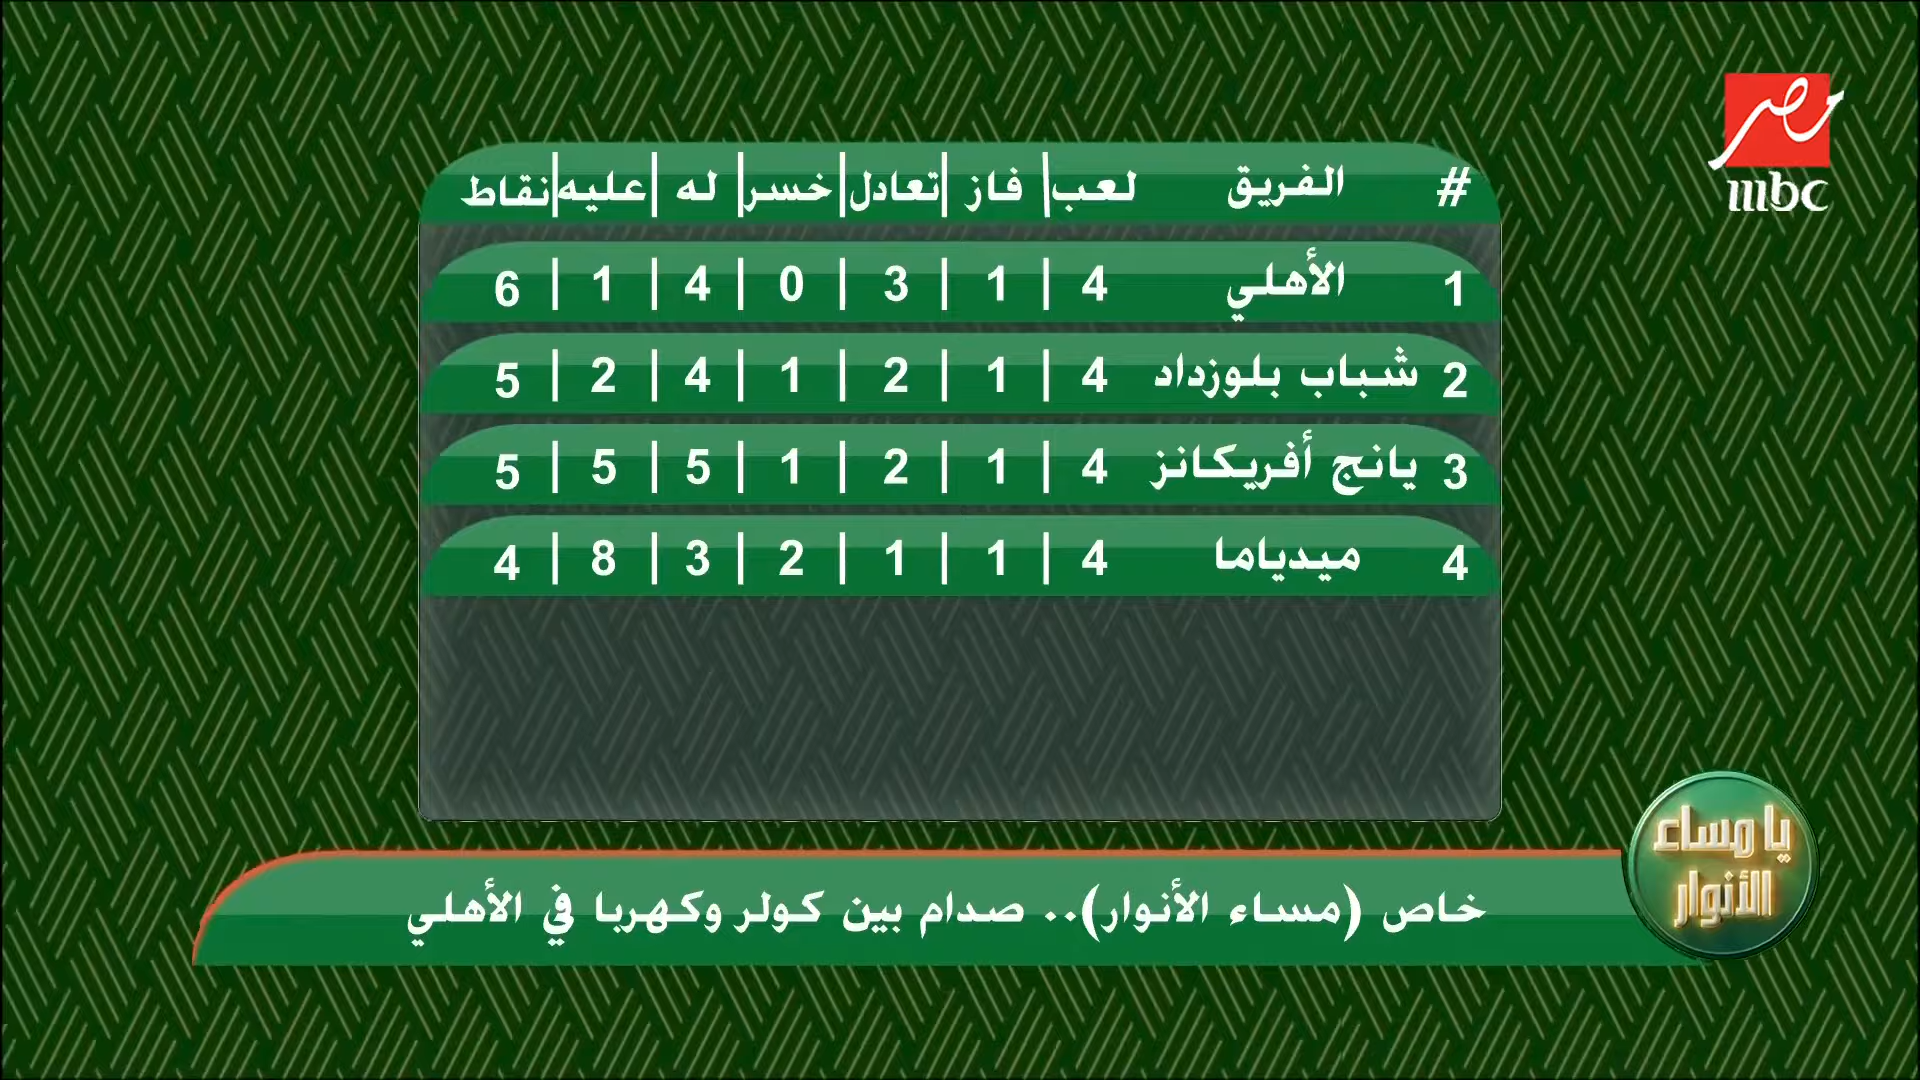 مصر
mbc
# الفريق لعب | فاز | تعادل | خسر | له | عليه | نقاط
1 الأهلي 4 | 1 | 3 | 0 | 4 | 1 | 6
2 شباب بلوزداد 4 | 1 | 2 | 1 | 4 | 2 | 5
3 يانج أفريكانز 4 | 1 | 2 | 1 | 5 | 5 | 5
4 ميدياما 4 | 1 | 1 | 2 | 3 | 8 | 4
يا مساء
الأنوار
خاص (مساء الأنوار).. صدام بين كولر وكهربا في الأهلي